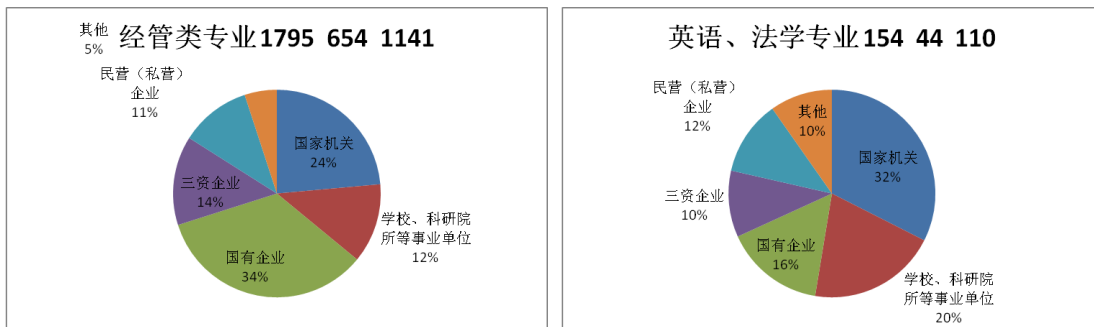 经管类专业1795 654 1141
其他
5%
民营（私营）
企业
11%
国家机关
24%
三资企业
14%
学校、科研院
所等事业单位
12%
国有企业
34%
英语、法学专业154 44 110
民营（私营）
企业
12%
其他
10%
国家机关
32%
三资企业
10%
国有企业
16%
学校、科研院
所等事业单位
20%